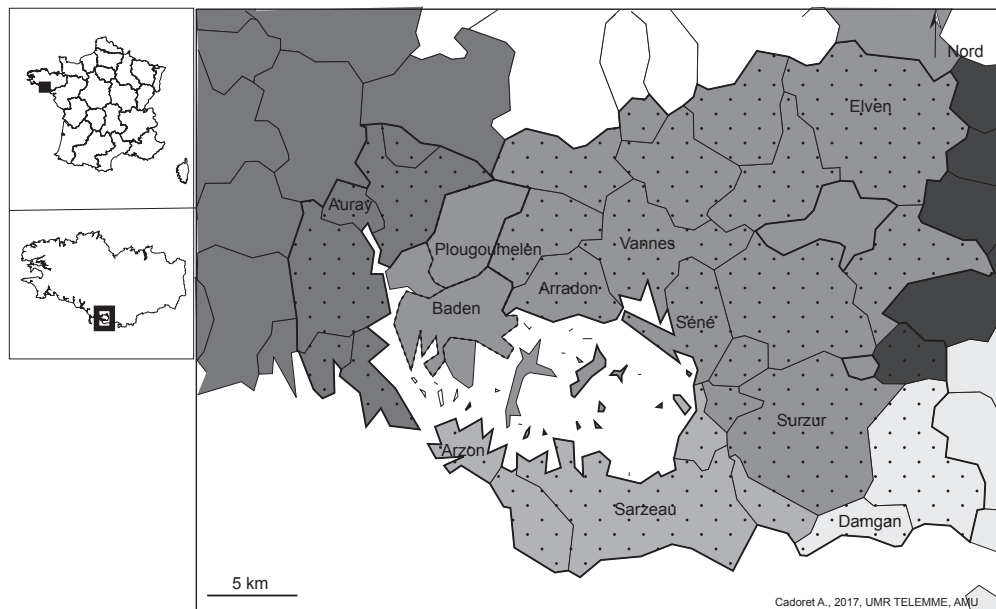 Nord
Elven
Auray
Plougoumelen
Vannes
Arradon
Baden
Séné
Surzur
Arzon
Sarzeau
Damgan
5 km
Cadoret A., 2017, UMR TELEMME, AMU